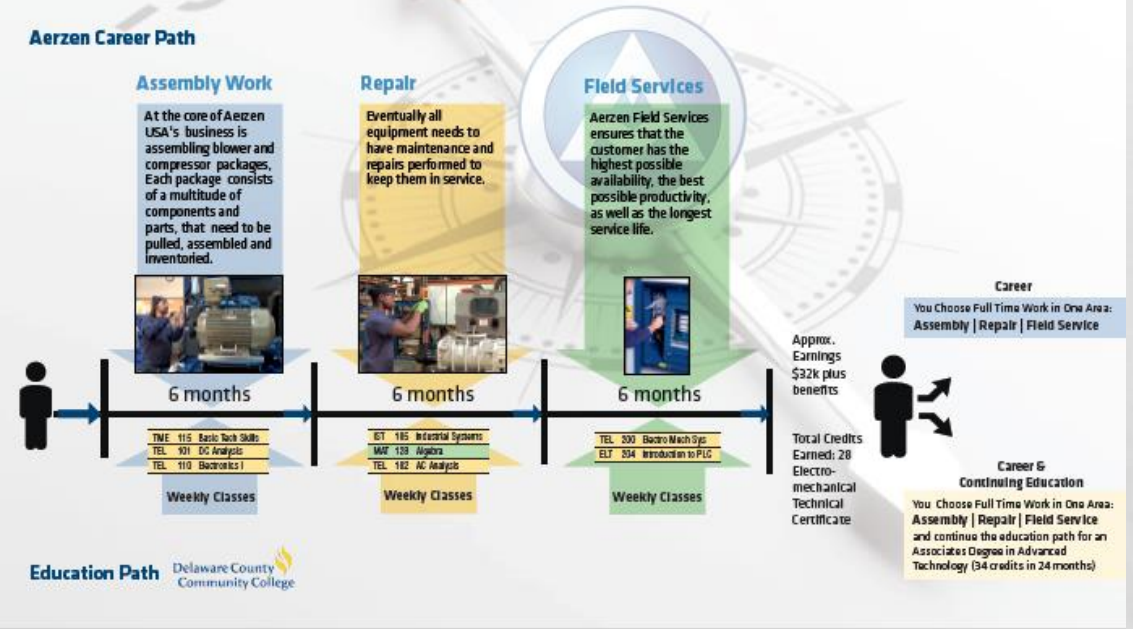 Aerzen Career Path
Assembly Work
At the core of Aerzen
USA's business is
assembling blower and
compressor packages,
Each package consists
of a multitude of
components and
parts, that need to be
pulled, assembled and
inventoried.
Repair
Eventually all
equipment needs to
have maintenance and
repairs performed to
keep them in service.
Field Services
Aerzen Field Services
ensures that the
customer has the
highest possible
availability, the best
possible productivity,
as well as the longest
service life.
6 months
6 months
6 months
TME 115 Basic Tech Skills
TEL 101 DC Analysis
TEL 110 Electronics I
Weekly Classes
IST 185 Industrial Systems
MAT 128 Algebra
TEL 102 AC Analysis
Weekly Classes
TEL 200 Electro Mech Sys
ELT 204 Introduction to PLC
Weekly Classes
Approx.
Earnings
$32k plus
benefits
Total Credits
Earned: 28
Electro-
mechanical
Technical
Certificate
Career
You Choose Full Time Work in One Area:
Assembly | Repair | Field Service
Career &
Continuing Education
You Choose Full Time Work in One Area:
Assembly | Repair | Field Service
and continue the education path for an
Associates Degree in Advanced
Technology (34 credits in 24 months)
Education Path
Delaware County
Community College